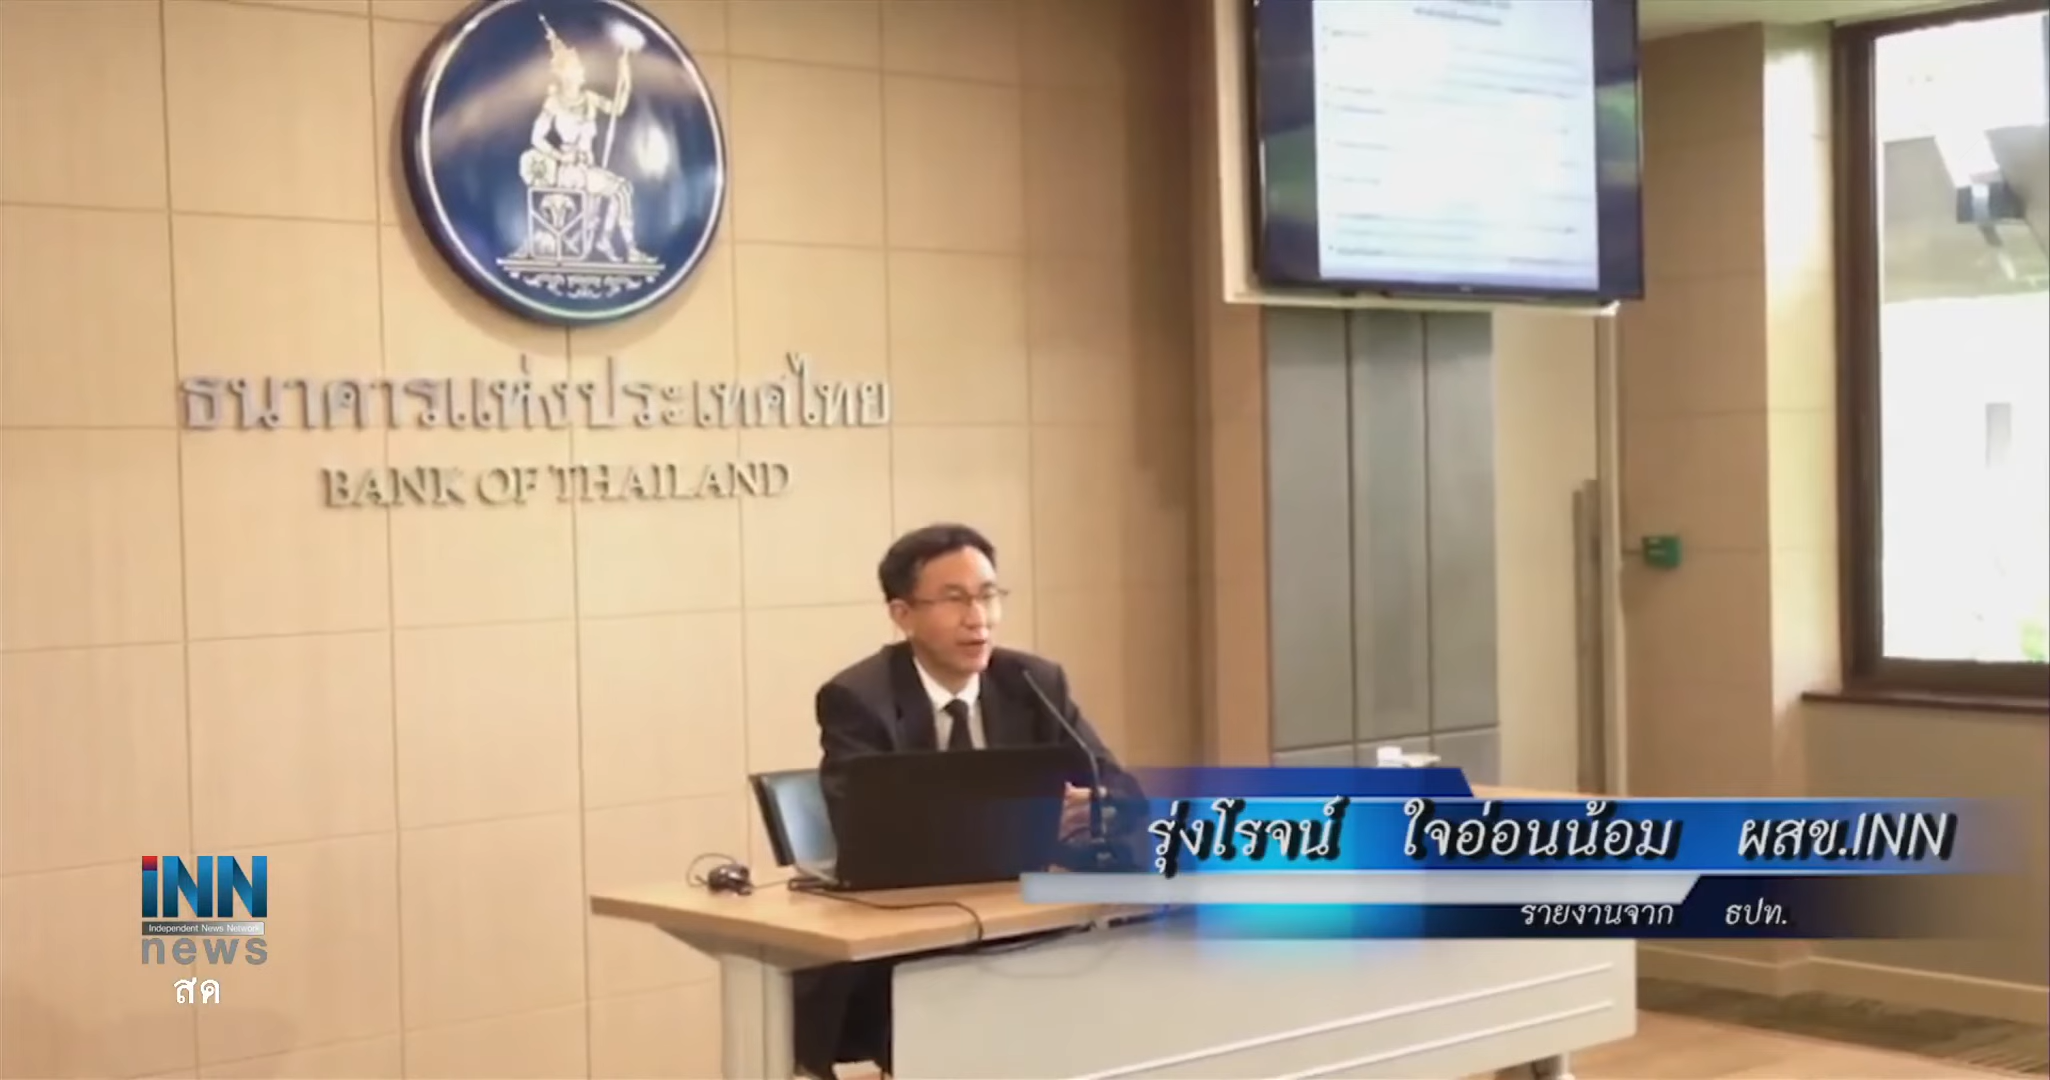 ธนาคารแห่งประเทศไทย
BANK OF THAILAND
รุ่งโรจน์ ใจอ่อนน้อม ผสข.INN
รายงานจาก ธปท.
iNN
Independent News Network
news
สด